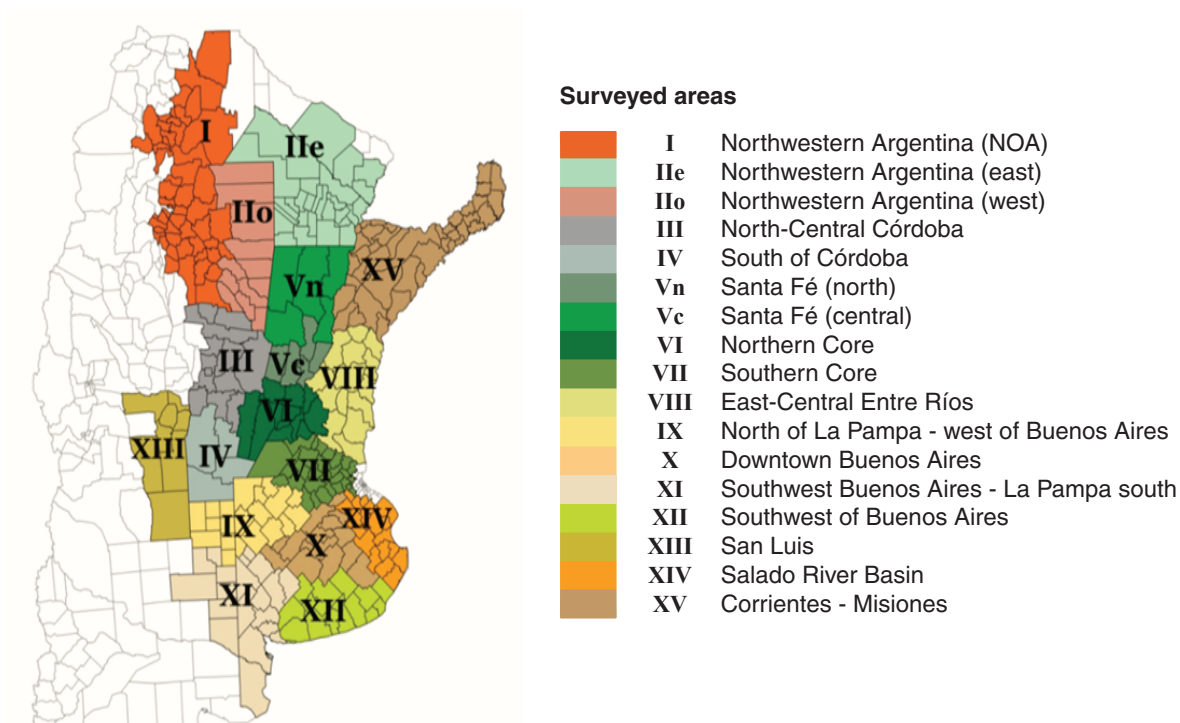 I
IIe
IIo
XV
Vn
III
Vc
VIII
VI
XIII
IV
VII
IX
XIV
X
XI
XII
Surveyed areas
I Northwestern Argentina (NOA)
IIe Northwestern Argentina (east)
IIo Northwestern Argentina (west)
III North-Central Córdoba
IV South of Córdoba
Vn Santa Fé (north)
Vc Santa Fé (central)
VI Northern Core
VII Southern Core
VIII East-Central Entre Ríos
IX North of La Pampa - west of Buenos Aires
X Downtown Buenos Aires
XI Southwest Buenos Aires - La Pampa south
XII Southwest of Buenos Aires
XIII San Luis
XIV Salado River Basin
XV Corrientes - Misiones